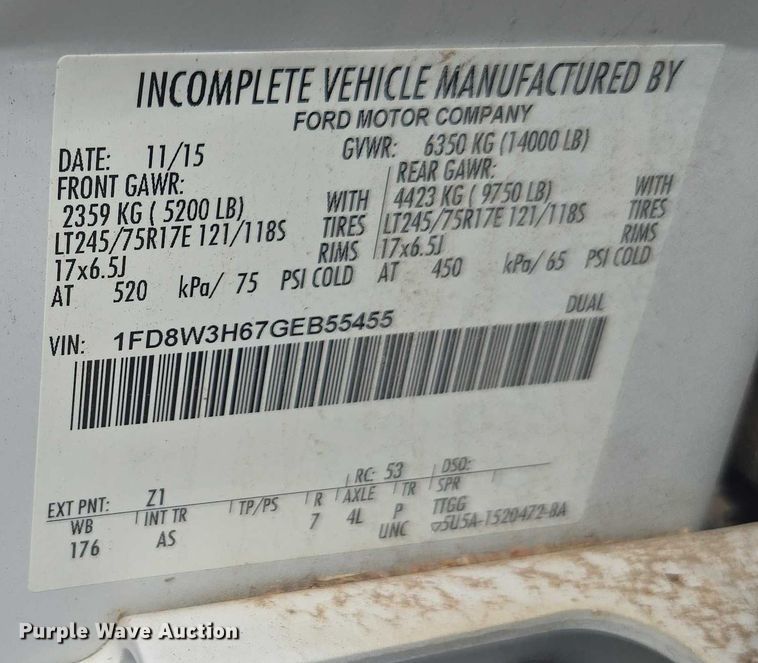 INCOMPLETE VEHICLE MANUFACTURED BY
FORD MOTOR COMPANY
DATE: 11/15 GVWR: 6350 KG (14000 LB)
FRONT GAWR: REAR GAWR:
2359 KG ( 5200 LB) WITH 4423 KG ( 9750 LB) WITH
LT245/75R17E 121/118S TIRES LT245/75R17E 121/118S TIRES
17x6.5J RIMS 17x6.5J RIMS
AT 520 kPa/ 75 PSI COLD AT 450 kPa/ 65 PSI COLD
VIN: 1FD8W3H67GEB55455 DUAL
EXT PNT: Z1 RC: 53 DSO:
WB INT TR TP/PS R AXLE TR SPR
176 AS 7 4L P TTGG
UNC 5U5A-1520472-BA
Purple Wave Auction